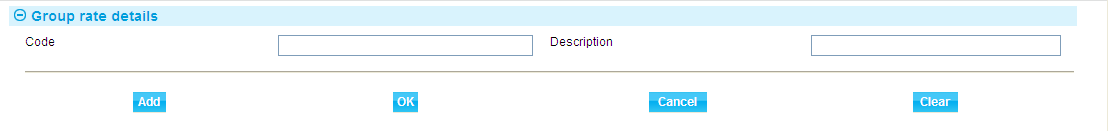 Group rate details
Code Description
Add OK Cancel Clear